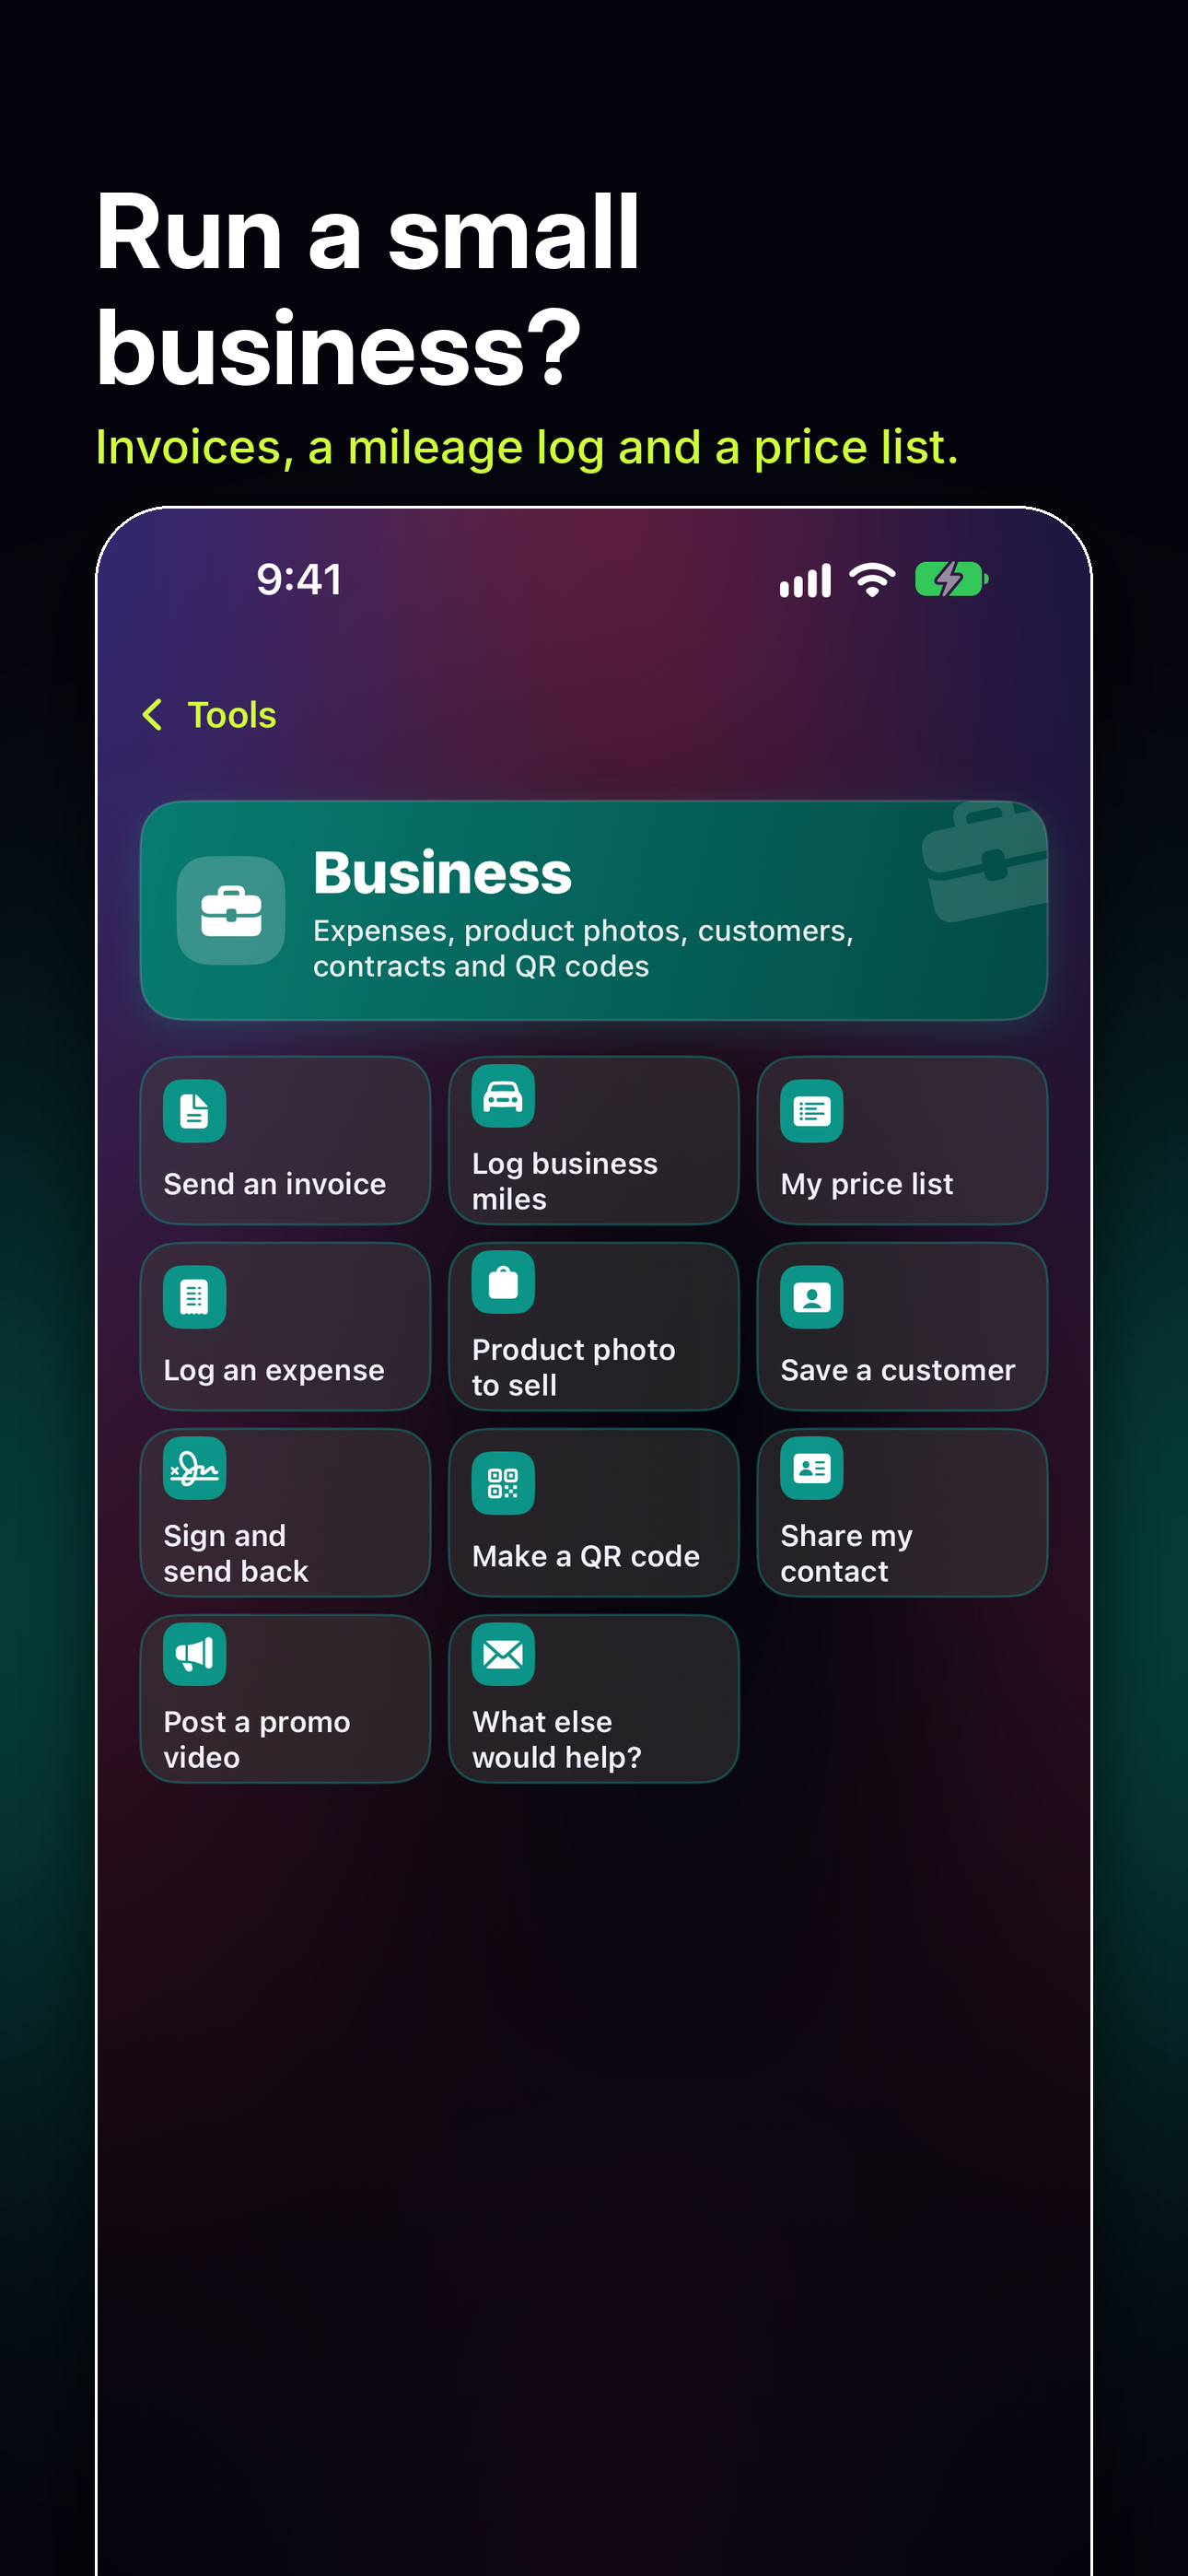 Run a small
business?
Invoices, a mileage log and a price list.
9:41
Tools
Business
Expenses, product photos, customers,
contracts and QR codes
Send an invoice
Log business
miles
My price list
Log an expense
Product photo
to sell
Save a customer
Sign and
send back
Make a QR code
Share my
contact
Post a promo
video
What else
would help?